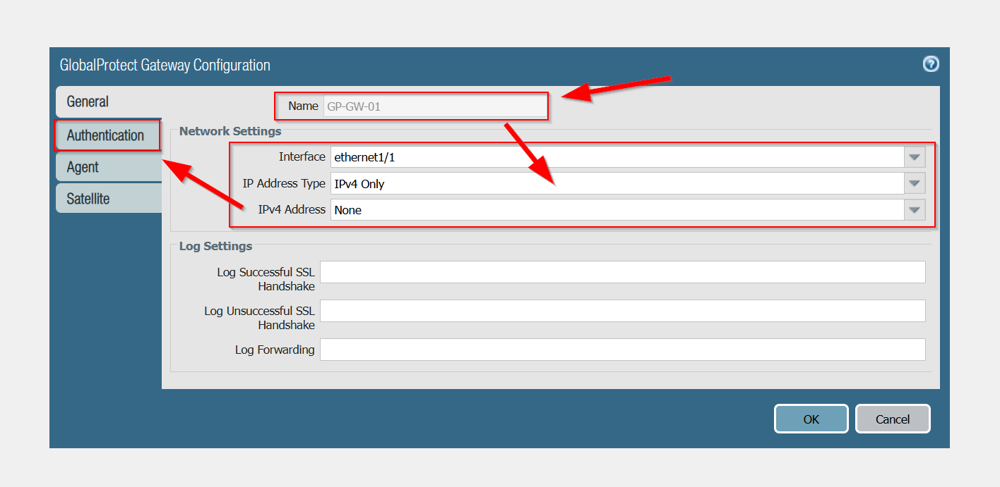 GlobalProtect Gateway Configuration
?
General
Authentication
Agent
Satellite
Name GP-GW-01
Network Settings
Interface ethernet1/1
IP Address Type IPv4 Only
IPv4 Address None
Log Settings
Log Successful SSL
Handshake
Log Unsuccessful SSL
Handshake
Log Forwarding
OK Cancel